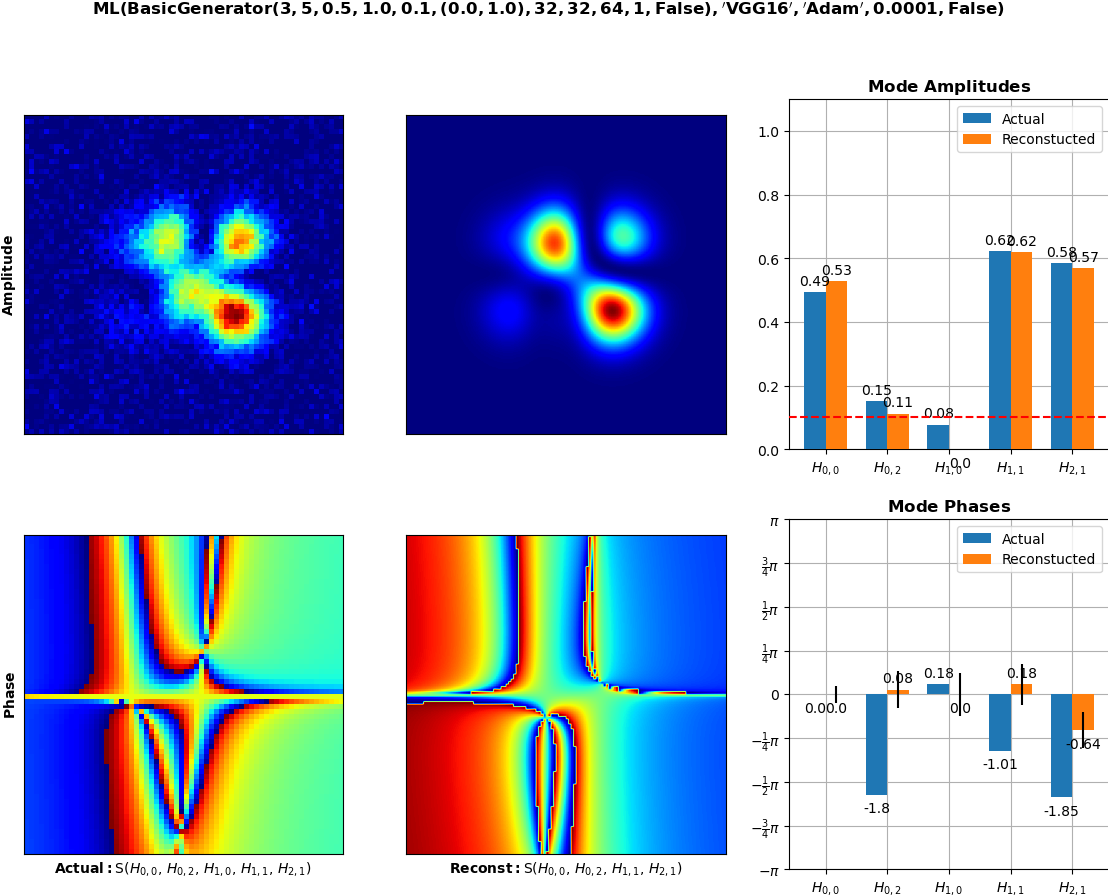 ML(BasicGenerator(3, 5, 0.5, 1.0, 0.1, (0.0, 1.0), 32, 32, 64, 1, False), ′VGG16′, ′Adam′, 0.0001, False)
Amplitude
Mode Amplitudes
Actual
Reconstucted
1.0
0.8
0.6
0.4
0.2
0.0
0.49
0.53
0.15
0.11
0.08
0.0
0.62
0.62
0.58
0.57
H0,0
H0,2
H1,0
H1,1
H2,1
Phase
Actual: S(H0,0, H0,2, H1,0, H1,1, H2,1)
Reconst: S(H0,0, H0,2, H1,1, H2,1)
Mode Phases
Actual
Reconstucted
π
3/4π
1/2π
1/4π
0
−1/4π
−1/2π
−3/4π
−π
0.0
0.0
-1.8
0.08
0.18
0.0
-1.01
0.18
-1.85
-0.64
H0,0
H0,2
H1,0
H1,1
H2,1